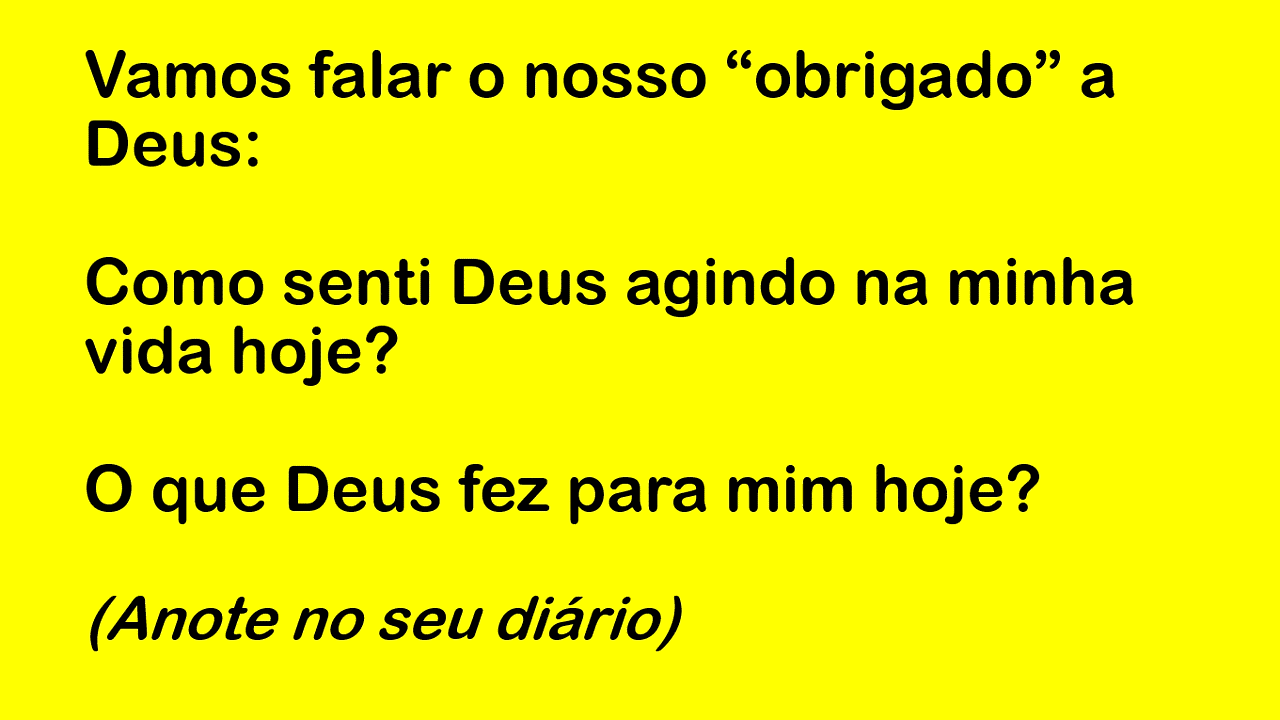 Vamos falar o nosso “obrigado” a
Deus:
Como senti Deus agindo na minha
vida hoje?
O que Deus fez para mim hoje?
(Anote no seu diário)